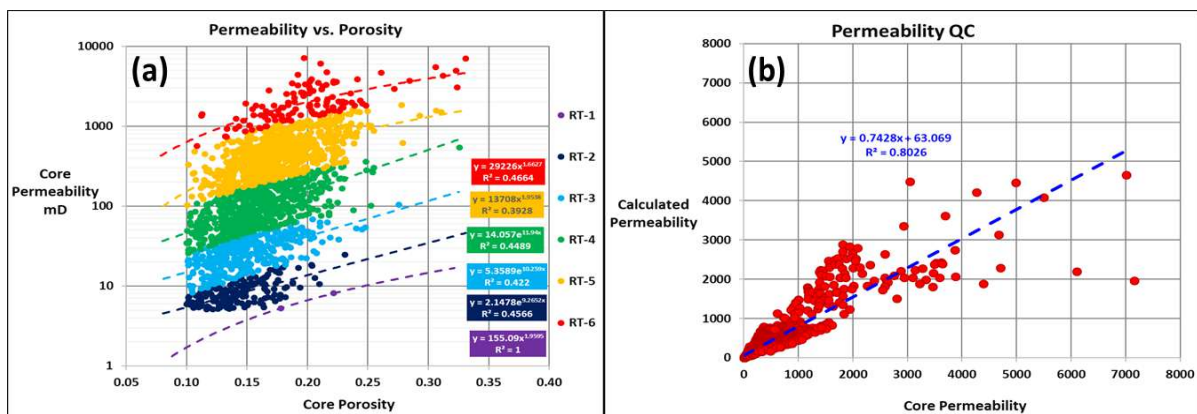 Permeability vs. Porosity
(a)
10000
1000
100
10
1
Core
Permeability
mD
0.05
0.10
0.15
0.20
0.25
0.30
0.35
0.40
Core Porosity
y = 29226x^1.6627
R² = 0.4664
y = 13708x^1.9536
R² = 0.3928
y = 14.057e^11.94x
R² = 0.4489
y = 5.3589e^10.239x
R² = 0.422
y = 2.1478e^9.2652x
R² = 0.4566
y = 155.09x^1.9595
R² = 1
RT-1
RT-2
RT-3
RT-4
RT-5
RT-6
Permeability QC
(b)
8000
7000
6000
5000
4000
3000
2000
1000
0
Calculated
Permeability
y = 0.7428x + 63.069
R² = 0.8026
0
1000
2000
3000
4000
5000
6000
7000
8000
Core Permeability